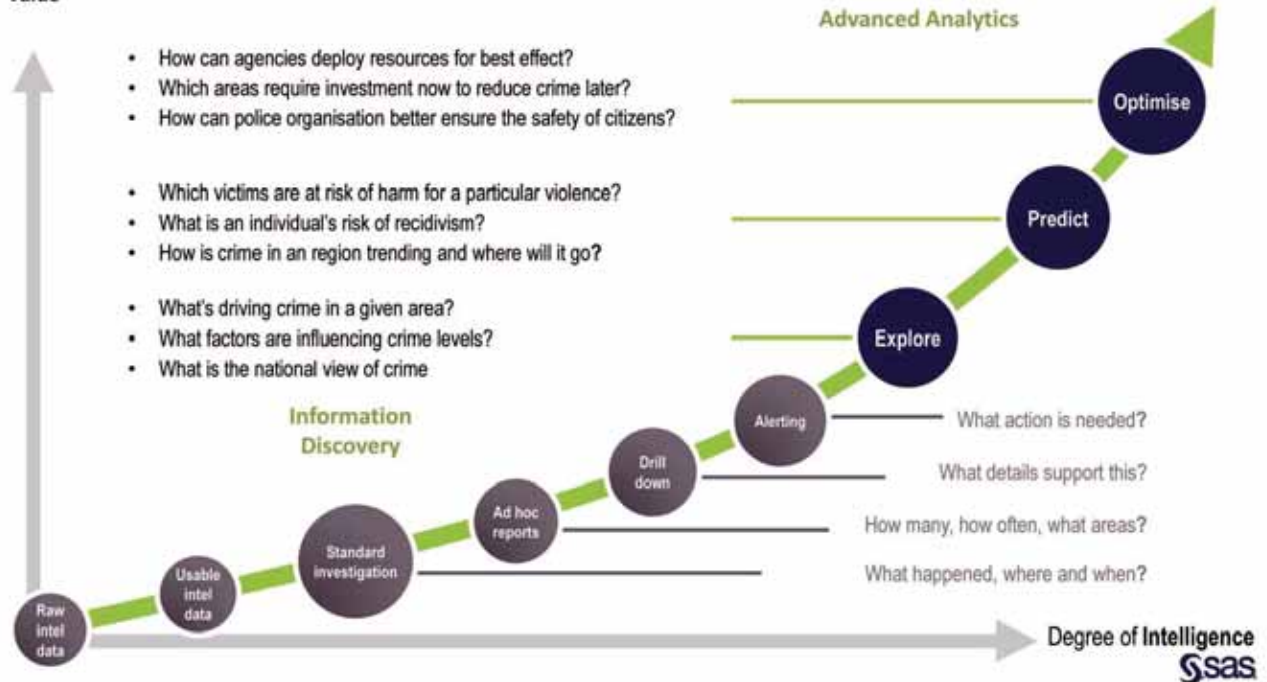 Advanced Analytics
• How can agencies deploy resources for best effect?
• Which areas require investment now to reduce crime later?
• How can police organisation better ensure the safety of citizens?
Optimise
• Which victims are at risk of harm for a particular violence?
• What is an individual's risk of recidivism?
• How is crime in an region trending and where will it go?
Predict
• What's driving crime in a given area?
• What factors are influencing crime levels?
• What is the national view of crime
Explore
Information
Discovery
Alerting
What action is needed?
Drill
down
What details support this?
Ad hoc
reports
How many, how often, what areas?
Standard
investigation
What happened, where and when?
Usable
intel
data
Raw
intel
data
Degree of Intelligence
sas